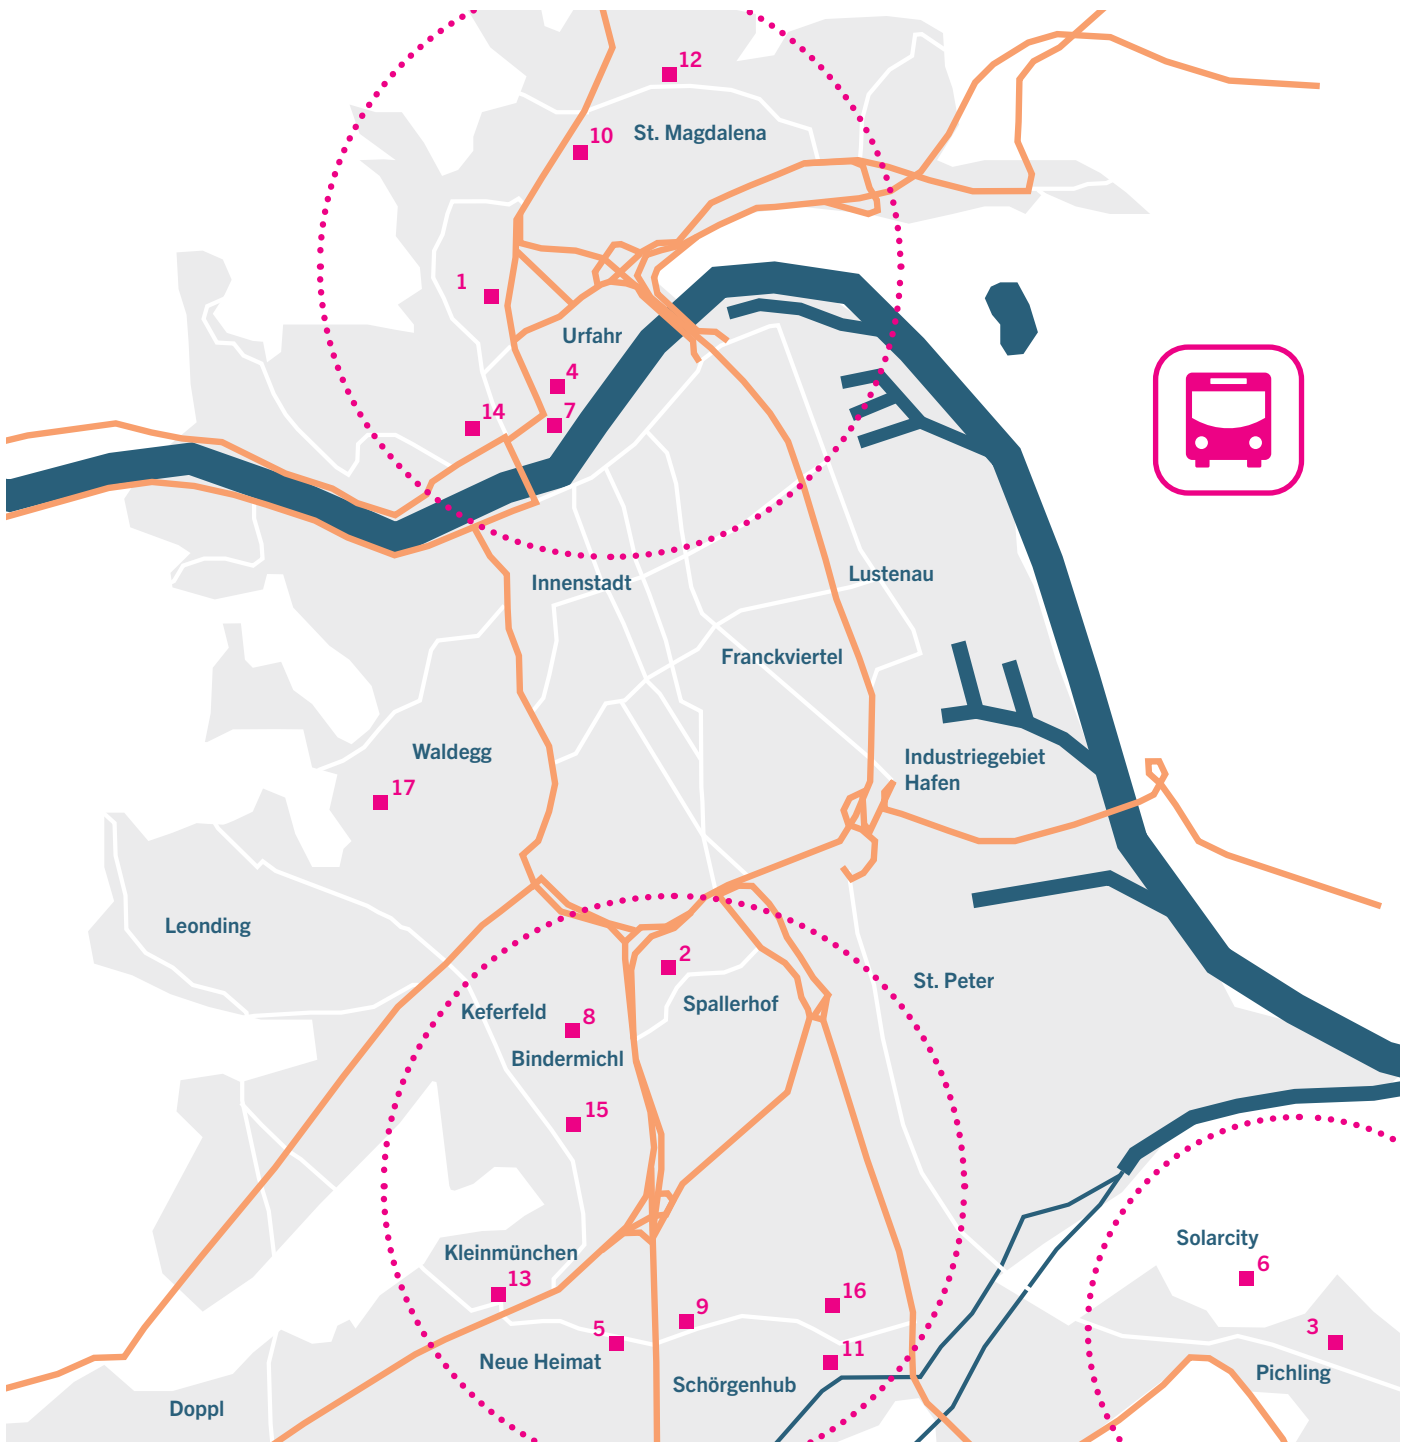 12
St. Magdalena
10
1
Urfahr
4
14
7
Innenstadt
Lustenau
Franckviertel
Waldegg
Industriegebiet
Hafen
17
Leonding
2
St. Peter
Spallerhof
Keferfeld
8
Bindermichl
15
Solarcity
Kleinmünchen
6
13
16
9
5
3
11
Neue Heimat
Pichling
Schörgenhub
Doppl